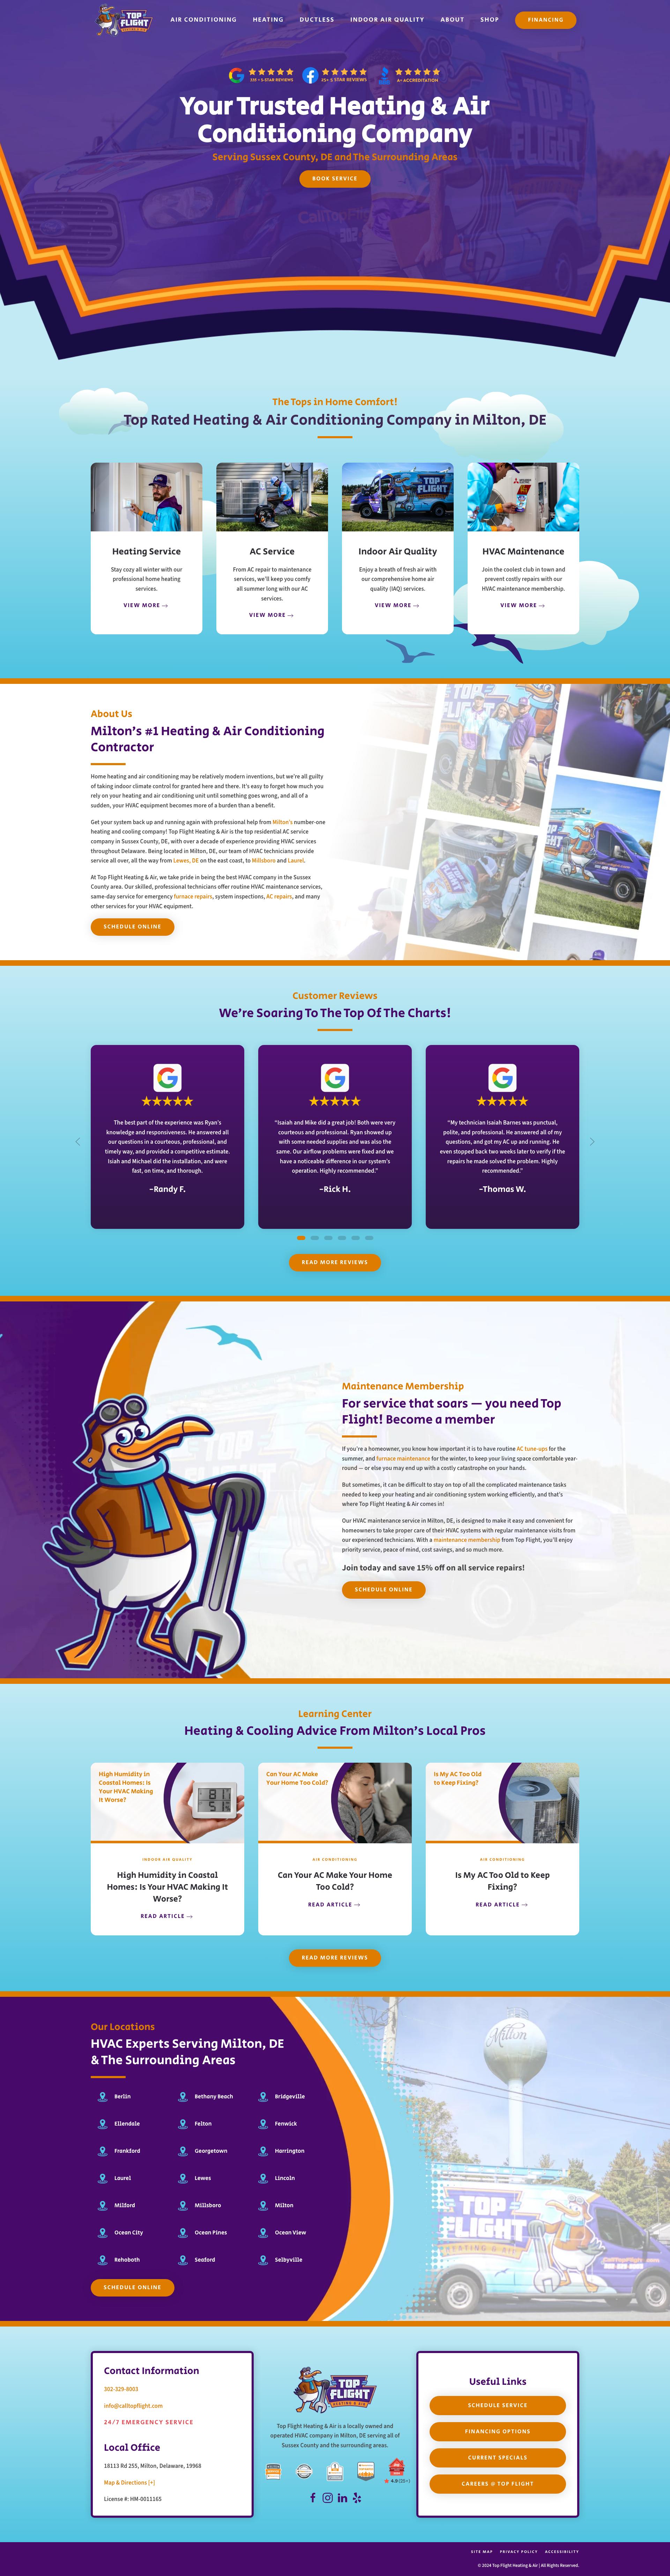 TOP FLIGHT
AIR CONDITIONING HEATING DUCTLESS INDOOR AIR QUALITY ABOUT SHOP FINANCING
Your Trusted Heating & Air
Conditioning Company
Serving Sussex County, DE and The Surrounding Areas
BOOK SERVICE
The Tops in Home Comfort!
Top Rated Heating & Air Conditioning Company in Milton, DE
TOP FLIGHT
Heating Service
Stay cozy all winter with our
professional home heating
services.
VIEW MORE →
AC Service
From AC repair to maintenance
services, we'll keep you comfy
all summer long with our AC
services.
VIEW MORE →
Indoor Air Quality
Enjoy a breath of fresh air with
our comprehensive home air
quality (IAQ) services.
VIEW MORE →
HVAC Maintenance
Join the coolest club in town and
prevent costly repairs with our
HVAC maintenance membership.
VIEW MORE →
About Us
Milton's #1 Heating & Air Conditioning
Contractor
Home heating and air conditioning may be relatively modern inventions, but we're all guilty
of taking indoor climate control for granted here and there. It's easy to forget how much you
rely on your heating and air conditioning unit until something goes wrong, and all of a
sudden, your HVAC equipment becomes more of a burden than a benefit.
Get your system back up and running again with professional help from Milton's number-one
heating and cooling company! Top Flight Heating & Air is the top residential AC service
company in Sussex County, DE, with over a decade of experience providing HVAC services
throughout Delaware. Being located in Milton, DE, our team of HVAC technicians provide
service all over, all the way from Lewes, DE on the east coast, to Millsboro and Laurel.
At Top Flight Heating & Air, we take pride in being the best HVAC company in the Sussex
County area. Our skilled, professional technicians offer routine HVAC maintenance services,
same-day service for emergency furnace repairs, system inspections, AC repairs, and many
other services for your HVAC equipment.
SCHEDULE ONLINE
Customer Reviews
We're Soaring To The Top Of The Charts!
The best part of the experience was Ryan's
knowledge and responsiveness. He answered all
our questions in a courteous, professional, and
timely way, and provided a competitive estimate.
Isiah and Michael did the installation, and were
fast, on time, and thorough.
~Randy F.
"Isaiah and Mike did a great job! Both were very
courteous and professional. Ryan showed up
with some needed supplies and was also the
same. Our airflow problems were fixed and we
have a noticeable difference in our system's
operation. Highly recommended."
~Rick H.
"My technician Isaiah Barnes was punctual,
polite, and professional. He answered all of my
questions, and got my AC up and running. He
even stopped back two weeks later to verify if the
repairs he made solved the problem. Highly
recommended."
~Thomas W.
READ MORE REVIEWS
Maintenance Membership
For service that soars — you need Top
Flight! Become a member
If you're a homeowner, you know how important it is to have routine AC tune-ups for the
summer, and furnace maintenance for the winter, to keep your living space comfortable year-
round — or else you may end up with a costly catastrophe on your hands.
But sometimes, it can be difficult to stay on top of all the complicated maintenance tasks
needed to keep your heating and air conditioning system working efficiently, and that's
where Top Flight Heating & Air comes in!
Our HVAC maintenance service in Milton, DE, is designed to make it easy and convenient for
homeowners to take proper care of their HVAC systems with regular maintenance visits from
our experienced technicians. With a maintenance membership from Top Flight, you'll enjoy
priority service, peace of mind, cost savings, and so much more.
Join today and save 15% off on all service repairs!
SCHEDULE ONLINE
Learning Center
Heating & Cooling Advice From Milton's Local Pros
High Humidity in
Coastal Homes: Is
Your HVAC Making
It Worse?
INDOOR AIR QUALITY
High Humidity in Coastal
Homes: Is Your HVAC Making It
Worse?
READ ARTICLE →
Can Your AC Make
Your Home Too Cold?
AIR CONDITIONING
Can Your AC Make Your Home
Too Cold?
READ ARTICLE →
Is My AC Too Old
to Keep Fixing?
AIR CONDITIONING
Is My AC Too Old to Keep
Fixing?
READ ARTICLE →
READ MORE REVIEWS
Our Locations
HVAC Experts Serving Milton, DE
& The Surrounding Areas
Berlin Bethany Beach Bridgeville
Ellendale Felton Fenwick
Frankford Georgetown Harrington
Laurel Lewes Lincoln
Milford Millsboro Milton
Ocean City Ocean Pines Ocean View
Rehoboth Seaford Selbyville
SCHEDULE ONLINE
Milton
TOP FLIGHT
Contact Information
302-329-8003
info@calltopflight.com
24/7 EMERGENCY SERVICE
Local Office
18113 Rd 255, Milton, Delaware, 19968
Map & Directions [+]
License #: HM-0011165
TOP FLIGHT
HEATING & AIR
Top Flight Heating & Air is a locally owned and
operated HVAC company in Milton, DE serving all of
Sussex County and the surrounding areas.
Useful Links
SCHEDULE SERVICE
FINANCING OPTIONS
CURRENT SPECIALS
CAREERS @ TOP FLIGHT
SITE MAP PRIVACY POLICY ACCESSIBILITY
© 2024 Top Flight Heating & Air | All Rights Reserved.